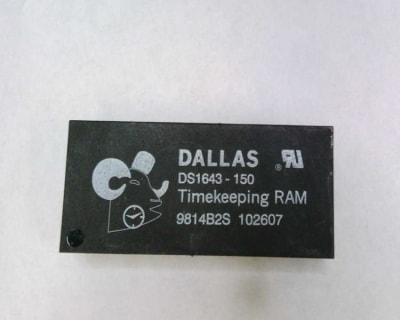 DALLAS
DS1643-150
Timekeeping RAM
9814B2S 102607